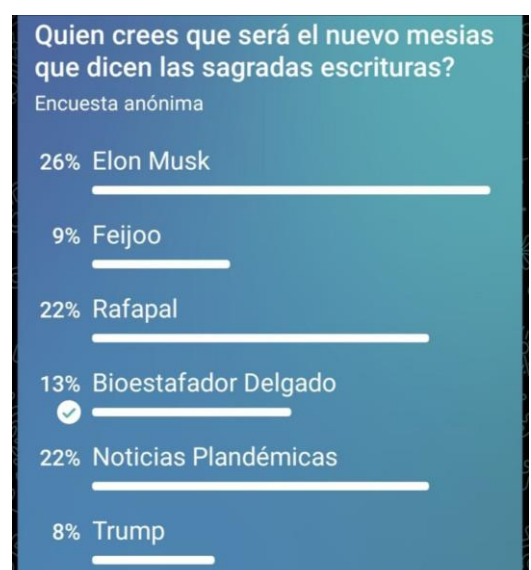 Quien crees que será el nuevo mesias
que dicen las sagradas escrituras?
Encuesta anónima
26% Elon Musk
9% Feijoo
22% Rafapal
13% Bioestafador Delgado
22% Noticias Plandémicas
8% Trump